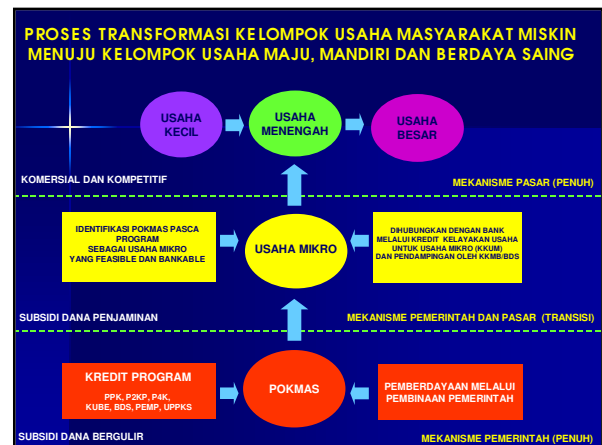 PROSES TRANSFORMASI KELOMPOK USAHA MASYARAKAT MISKIN
MENUJU KELOMPOK USAHA MAJU, MANDIRI DAN BERDAYA SAING
USAHA
KECIL
USAHA
MENENGAH
USAHA
BESAR
KOMERSIAL DAN KOMPETITIF
MEKANISME PASAR (PENUH)
IDENTIFIKASI POKMAS PASCA
PROGRAM
SEBAGAI USAHA MIKRO
YANG FEASIBLE DAN BANKABLE
USAHA MIKRO
DIHUBUNGKAN DENGAN BANK
MELALUI KREDIT KELAYAKAN USAHA
UNTUK USAHA MIKRO (KKUM)
DAN PENDAMPINGAN OLEH KKMB/BDS
SUBSIDI DANA PENJAMINAN
MEKANISME PEMERINTAH DAN PASAR (TRANSISI)
KREDIT PROGRAM
PPK, P2KP, P4K,
KUBE, BDS, PEMP, UPPKS
POKMAS
PEMBERDAYAAN MELALUI
PEMBINAAN PEMERINTAH
SUBSIDI DANA BERGULIR
MEKANISME PEMERINTAH (PENUH)